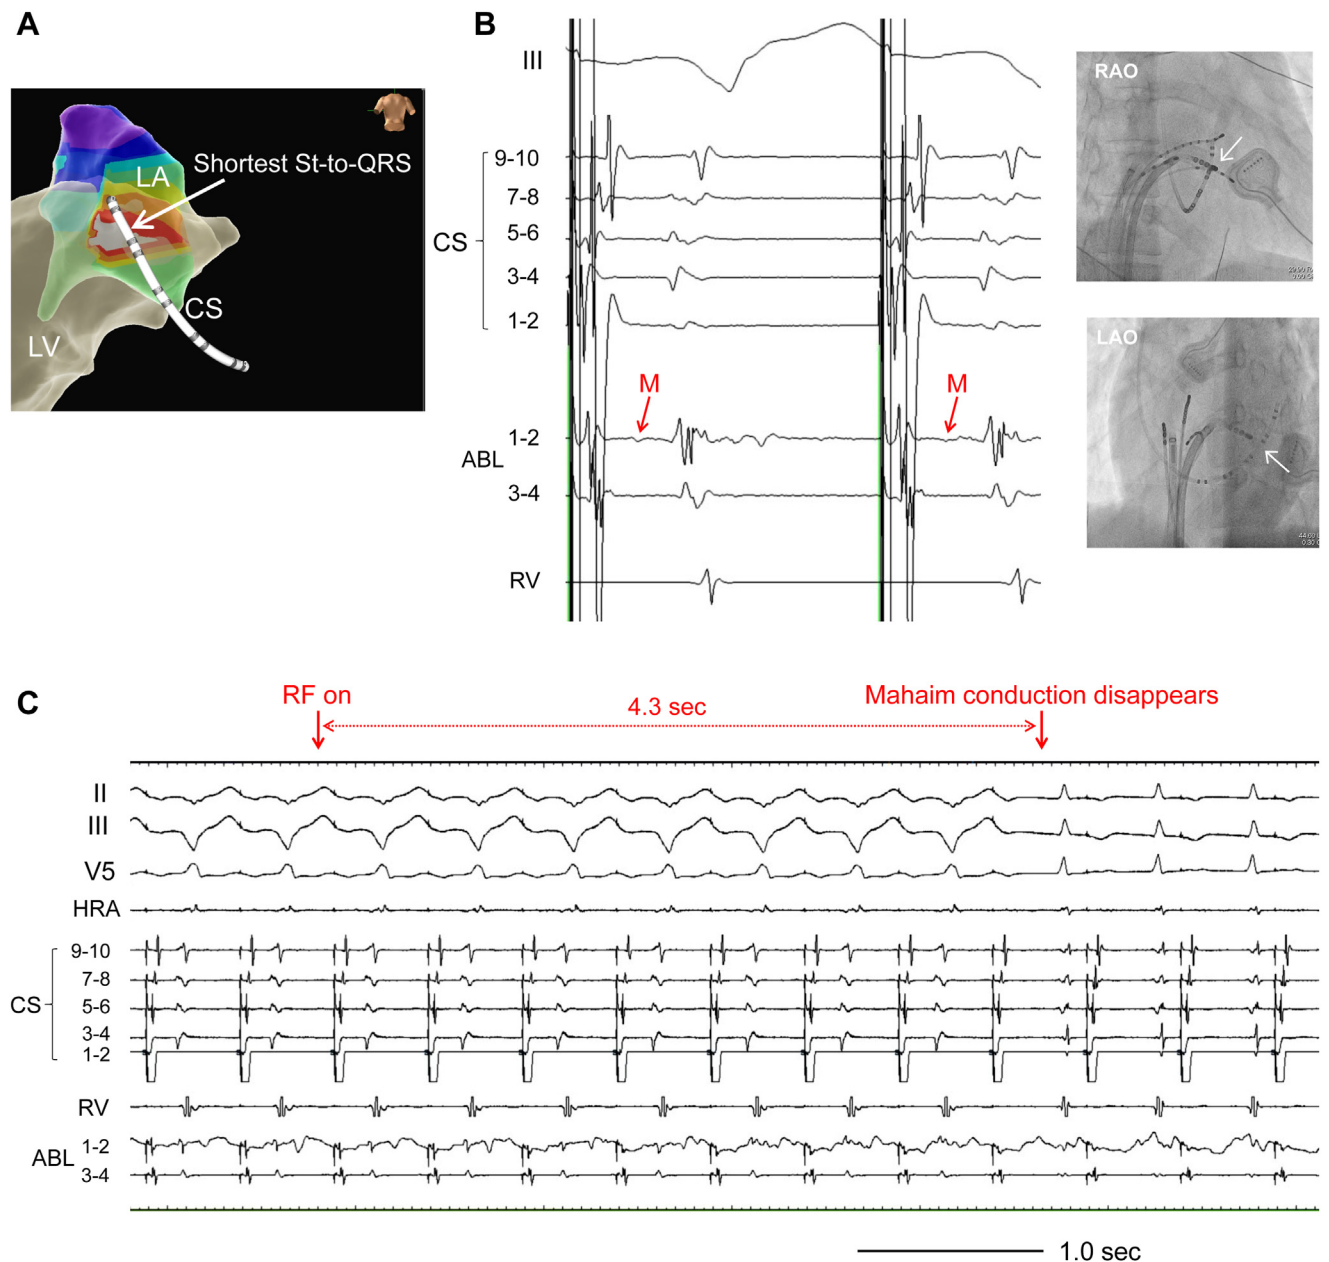 A
Shortest St-to-QRS
LA
CS
LV
B
III
9-10
7-8
CS
5-6
3-4
1-2
M
M
1-2
ABL
3-4
RV
RAO
LAO
C
RF on
4.3 sec
Mahaim conduction disappears
II
III
V5
HRA
9-10
7-8
CS
5-6
3-4
1-2
RV
ABL
1-2
3-4
1.0 sec